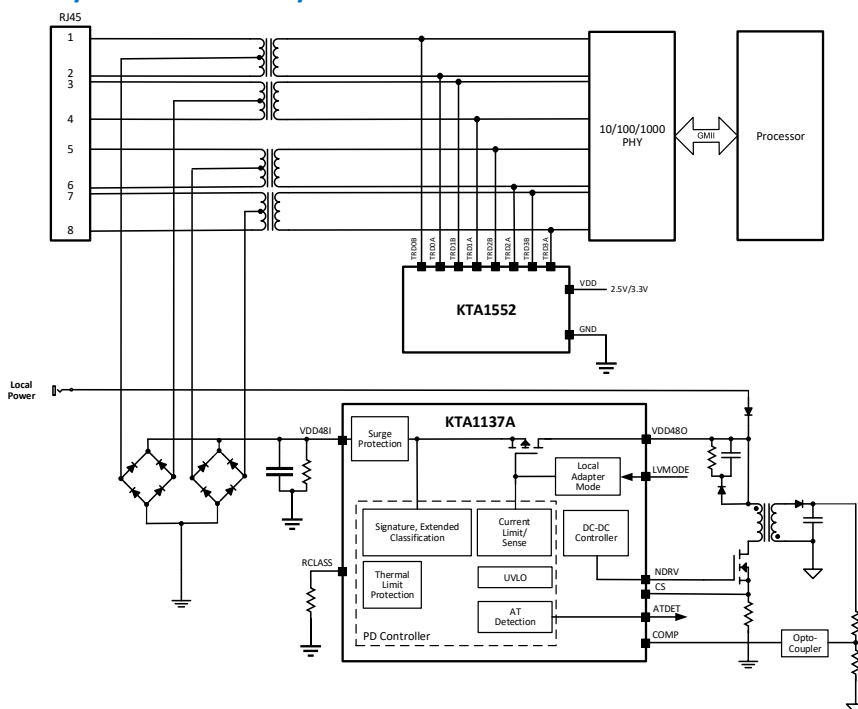 RJ45
1
2
3
4
5
6
7
8
10/100/1000
PHY
GMII
Processor
TRD0B
TRD0A
TRD1B
TRD1A
TRD2B
TRD2A
TRD3B
TRD3A
KTA1552
VDD
2.5V/3.3V
GND
Local
Power
KTA1137A
VDD48I
Surge
Protection
VDD48O
Local
Adapter
Mode
LVMODE
Signature, Extended
Classification
Current
Limit/
Sense
DC-DC
Controller
RCLASS
Thermal
Limit
Protection
UVLO
NDRV
CS
AT
Detection
ATDET
PD Controller
COMP
Opto-
Coupler